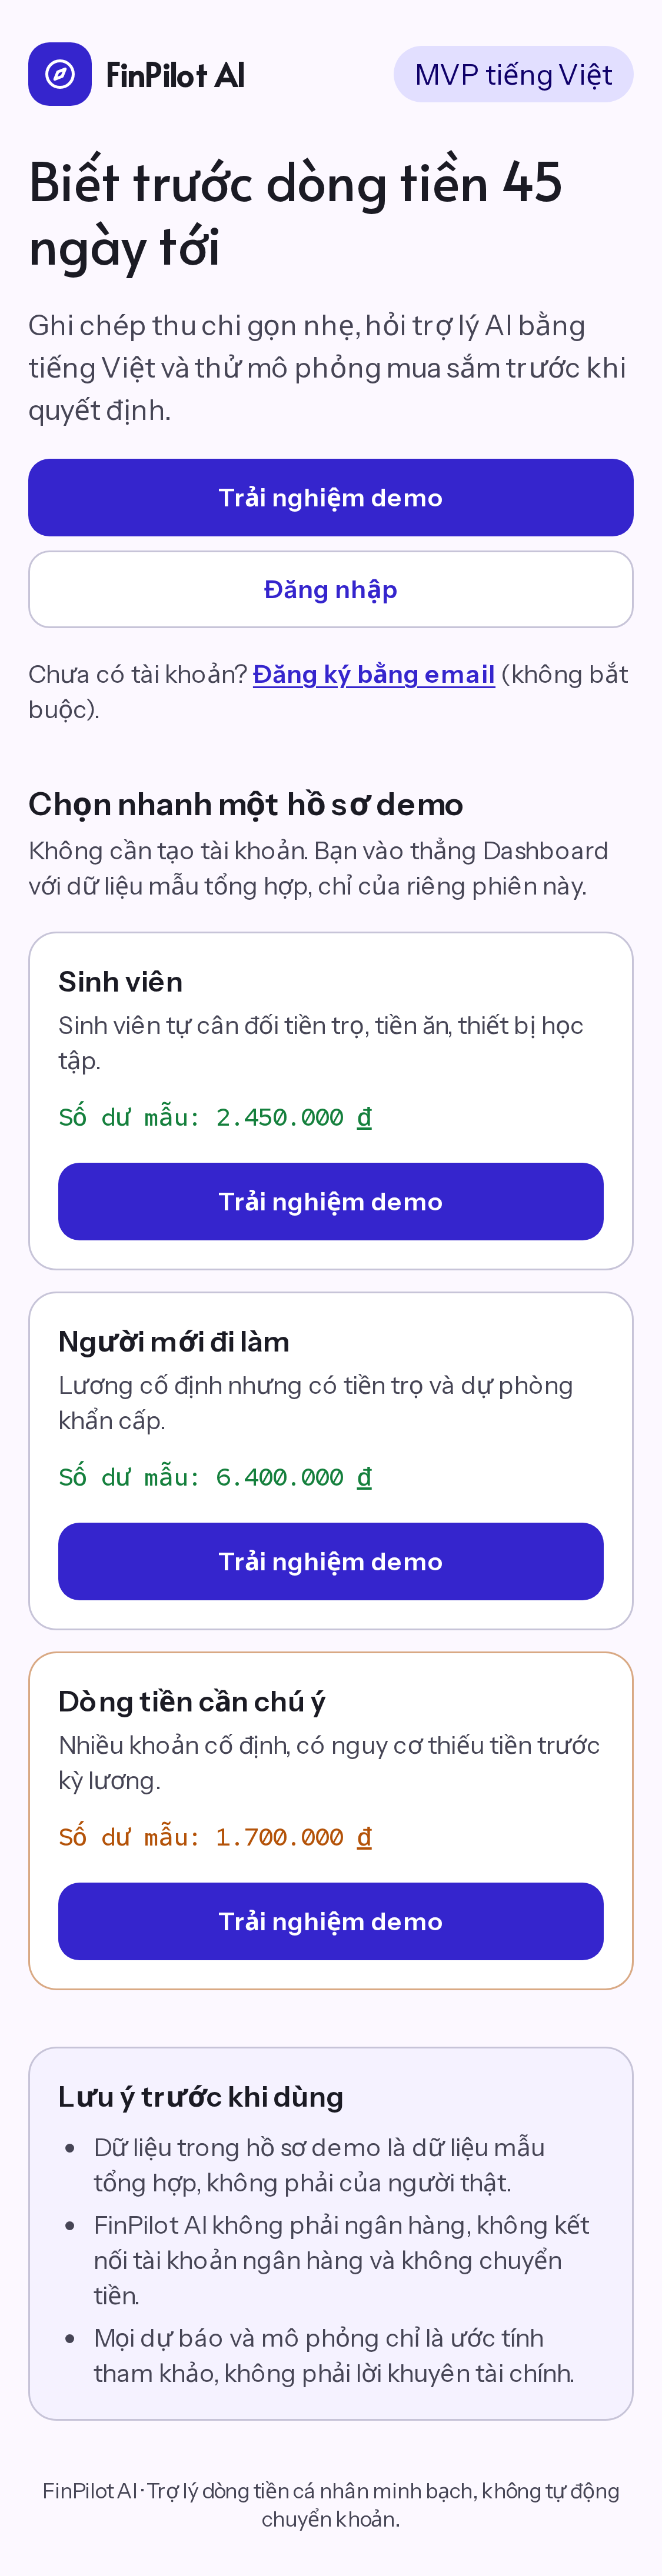 FinPilot AI
MVP tiếng Việt
Biết trước dòng tiền 45
ngày tới
Ghi chép thu chi gọn nhẹ, hỏi trợ lý AI bằng
tiếng Việt và thử mô phỏng mua sắm trước khi
quyết định.
Trải nghiệm demo
Đăng nhập
Chưa có tài khoản? Đăng ký bằng email (không bắt
buộc).
Chọn nhanh một hồ sơ demo
Không cần tạo tài khoản. Bạn vào thẳng Dashboard
với dữ liệu mẫu tổng hợp, chỉ của riêng phiên này.
Sinh viên
Sinh viên tự cân đối tiền trọ, tiền ăn, thiết bị học
tập.
Số dư mẫu: 2.450.000 ₫
Trải nghiệm demo
Người mới đi làm
Lương cố định nhưng có tiền trọ và dự phòng
khẩn cấp.
Số dư mẫu: 6.400.000 ₫
Trải nghiệm demo
Dòng tiền cần chú ý
Nhiều khoản cố định, có nguy cơ thiếu tiền trước
kỳ lương.
Số dư mẫu: 1.700.000 ₫
Trải nghiệm demo
Lưu ý trước khi dùng
• Dữ liệu trong hồ sơ demo là dữ liệu mẫu
tổng hợp, không phải của người thật.
• FinPilot AI không phải ngân hàng, không kết
nối tài khoản ngân hàng và không chuyển
tiền.
• Mọi dự báo và mô phỏng chỉ là ước tính
tham khảo, không phải lời khuyên tài chính.
FinPilot AI · Trợ lý dòng tiền cá nhân minh bạch, không tự động
chuyển khoản.